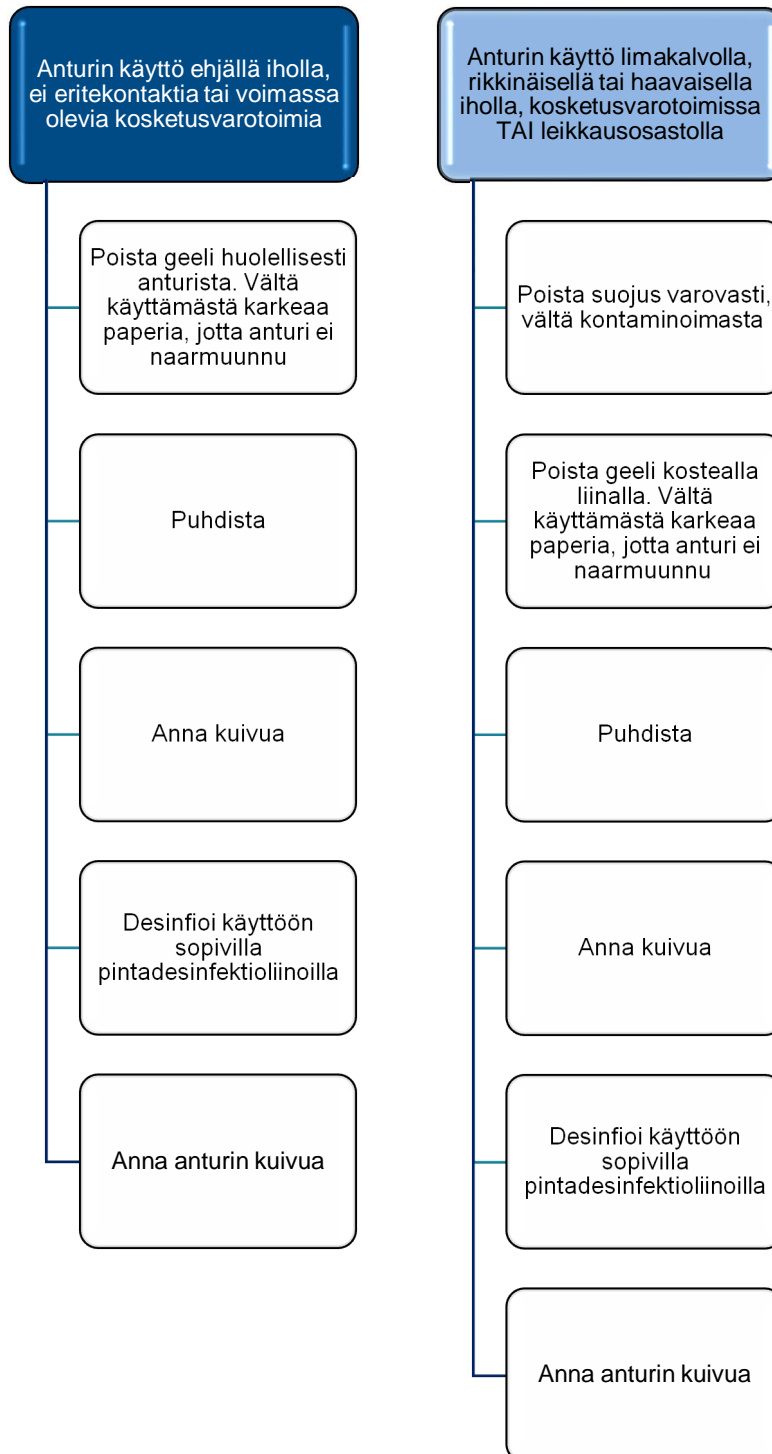 Anturin käyttö ehjällä iholla,
ei eritekontaktia tai voimassa
olevia kosketusvarotoimia
Poista geeli huolellisesti
anturista. Vältä
käyttämästä karkeaa
paperia, jotta anturi ei
naarmuunnu
Puhdista
Anna kuivua
Desinfioi käyttöön
sopivilla
pintadesinfektioliinoilla
Anna anturin kuivua
Anturin käyttö limakalvolla,
rikkinäisellä tai haavaisella
iholla, kosketusvarotoimissa
TAI leikkausosastolla
Poista suojus varovasti,
vältä kontaminoimasta
Poista geeli kostealla
liinalla. Vältä
käyttämästä karkeaa
paperia, jotta anturi ei
naarmuunnu
Puhdista
Anna kuivua
Desinfioi käyttöön
sopivilla
pintadesinfektioliinoilla
Anna anturin kuivua